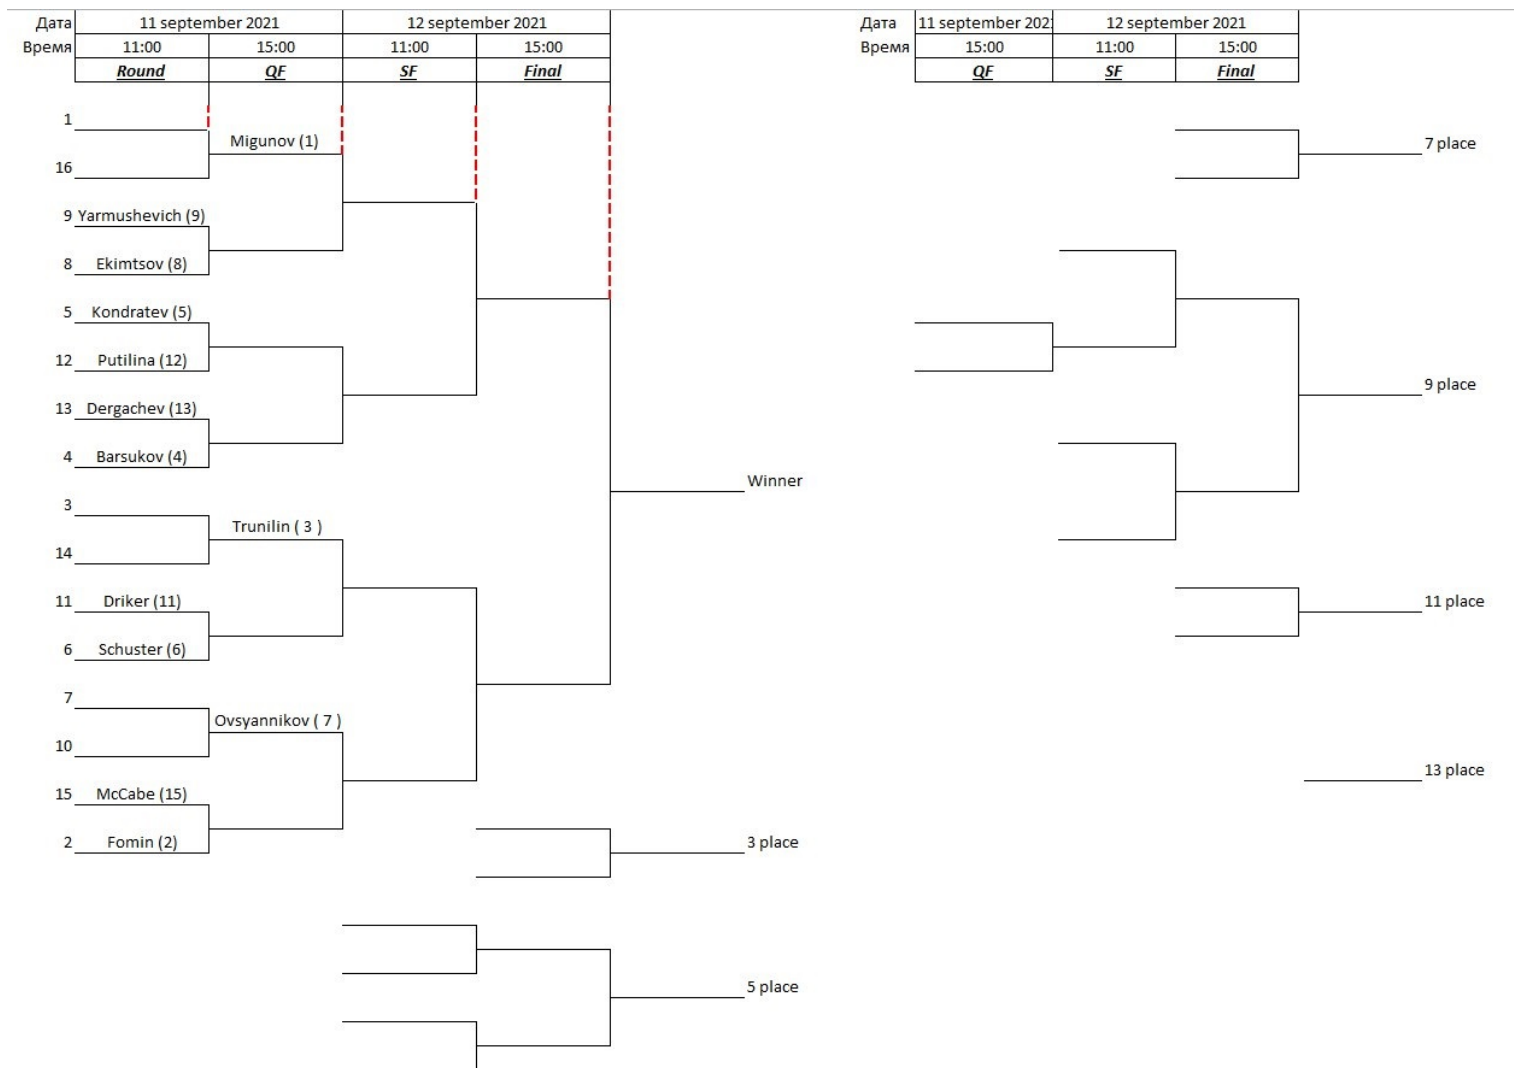 Дата 11 september 2021 12 september 2021
Время 11:00 15:00 11:00 15:00
Round QF SF Final
1
Migunov (1)
16
9 Yarmushevich (9)
8 Ekimtsov (8)
5 Kondratev (5)
12 Putilina (12)
13 Dergachev (13)
4 Barsukov (4)
Winner
3
Trunilin ( 3 )
14
11 Driker (11)
6 Schuster (6)
7
Ovsyannikov ( 7 )
10
15 McCabe (15)
2 Fomin (2)
3 place
5 place
Дата 11 september 202 12 september 2021
Время 15:00 11:00 15:00
QF SF Final
7 place
9 place
11 place
13 place